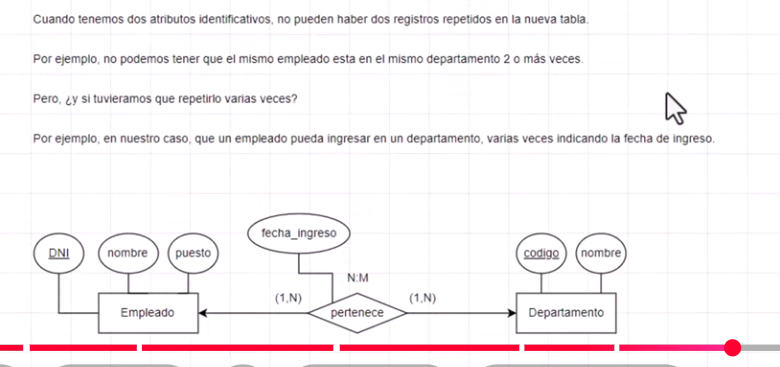 Cuando tenemos dos atributos identificativos, no pueden haber dos registros repetidos en la nueva tabla.
Por ejemplo, no podemos tener que el mismo empleado esta en el mismo departamento 2 o más veces.
Pero, ¿y si tuvieramos que repetirlo varias veces?
Por ejemplo, en nuestro caso, que un empleado pueda ingresar en un departamento, varias veces indicando la fecha de ingreso.
fecha_ingreso
DNI nombre puesto codigo nombre
N:M
(1,N) (1,N)
Empleado pertenece Departamento